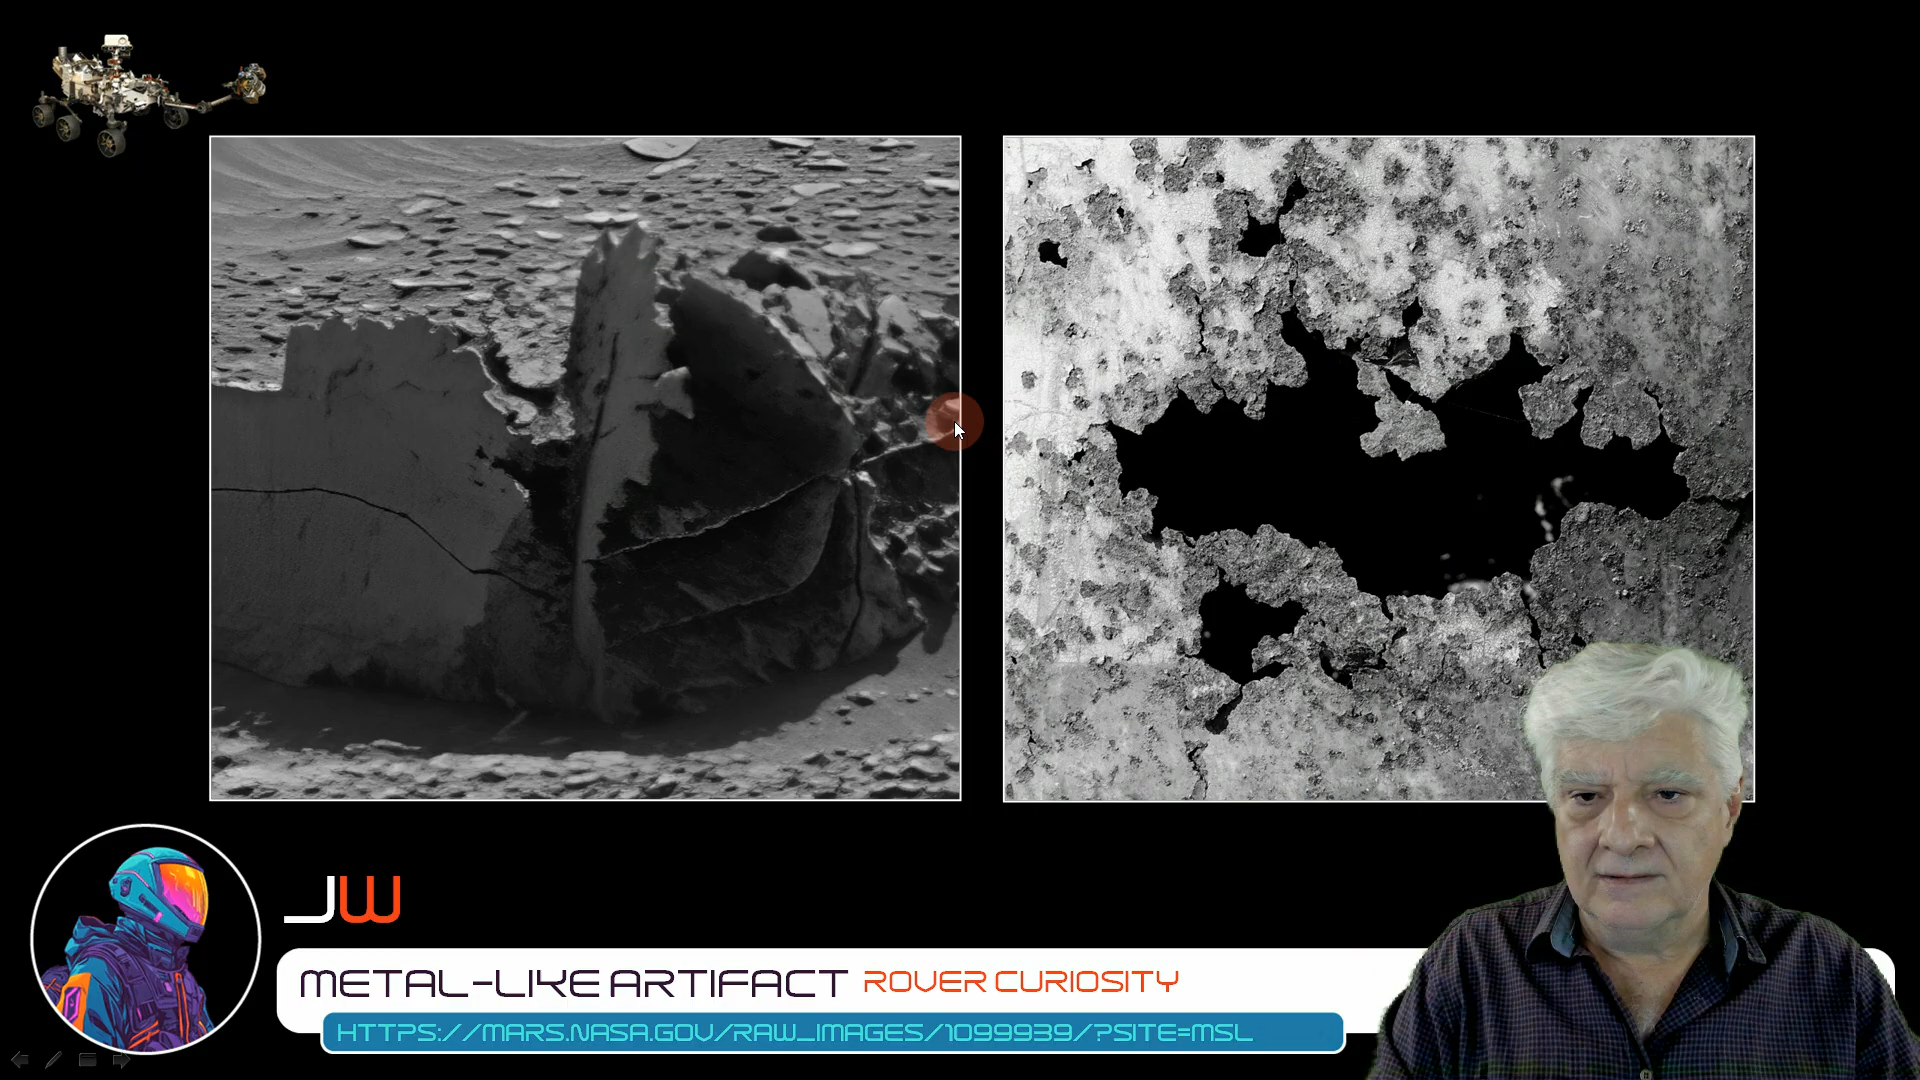 JW
METAL-LIKE ARTIFACT ROVER CURIOSITY
HTTPS://MARS.NASA.GOV/RAW_IMAGES/1099939/?SITE=MSL